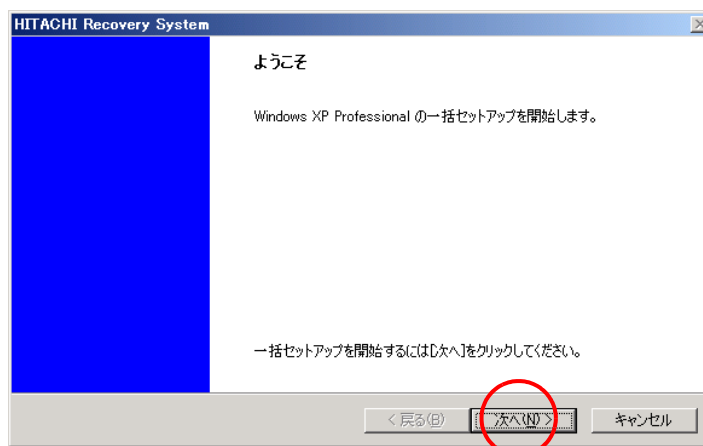 HITACHI Recovery System
ようこそ
Windows XP Professional の一括セットアップを開始します。
一括セットアップを開始するには[次へ]をクリックしてください。
< 戻る(B)
次へ(N) >
キャンセル